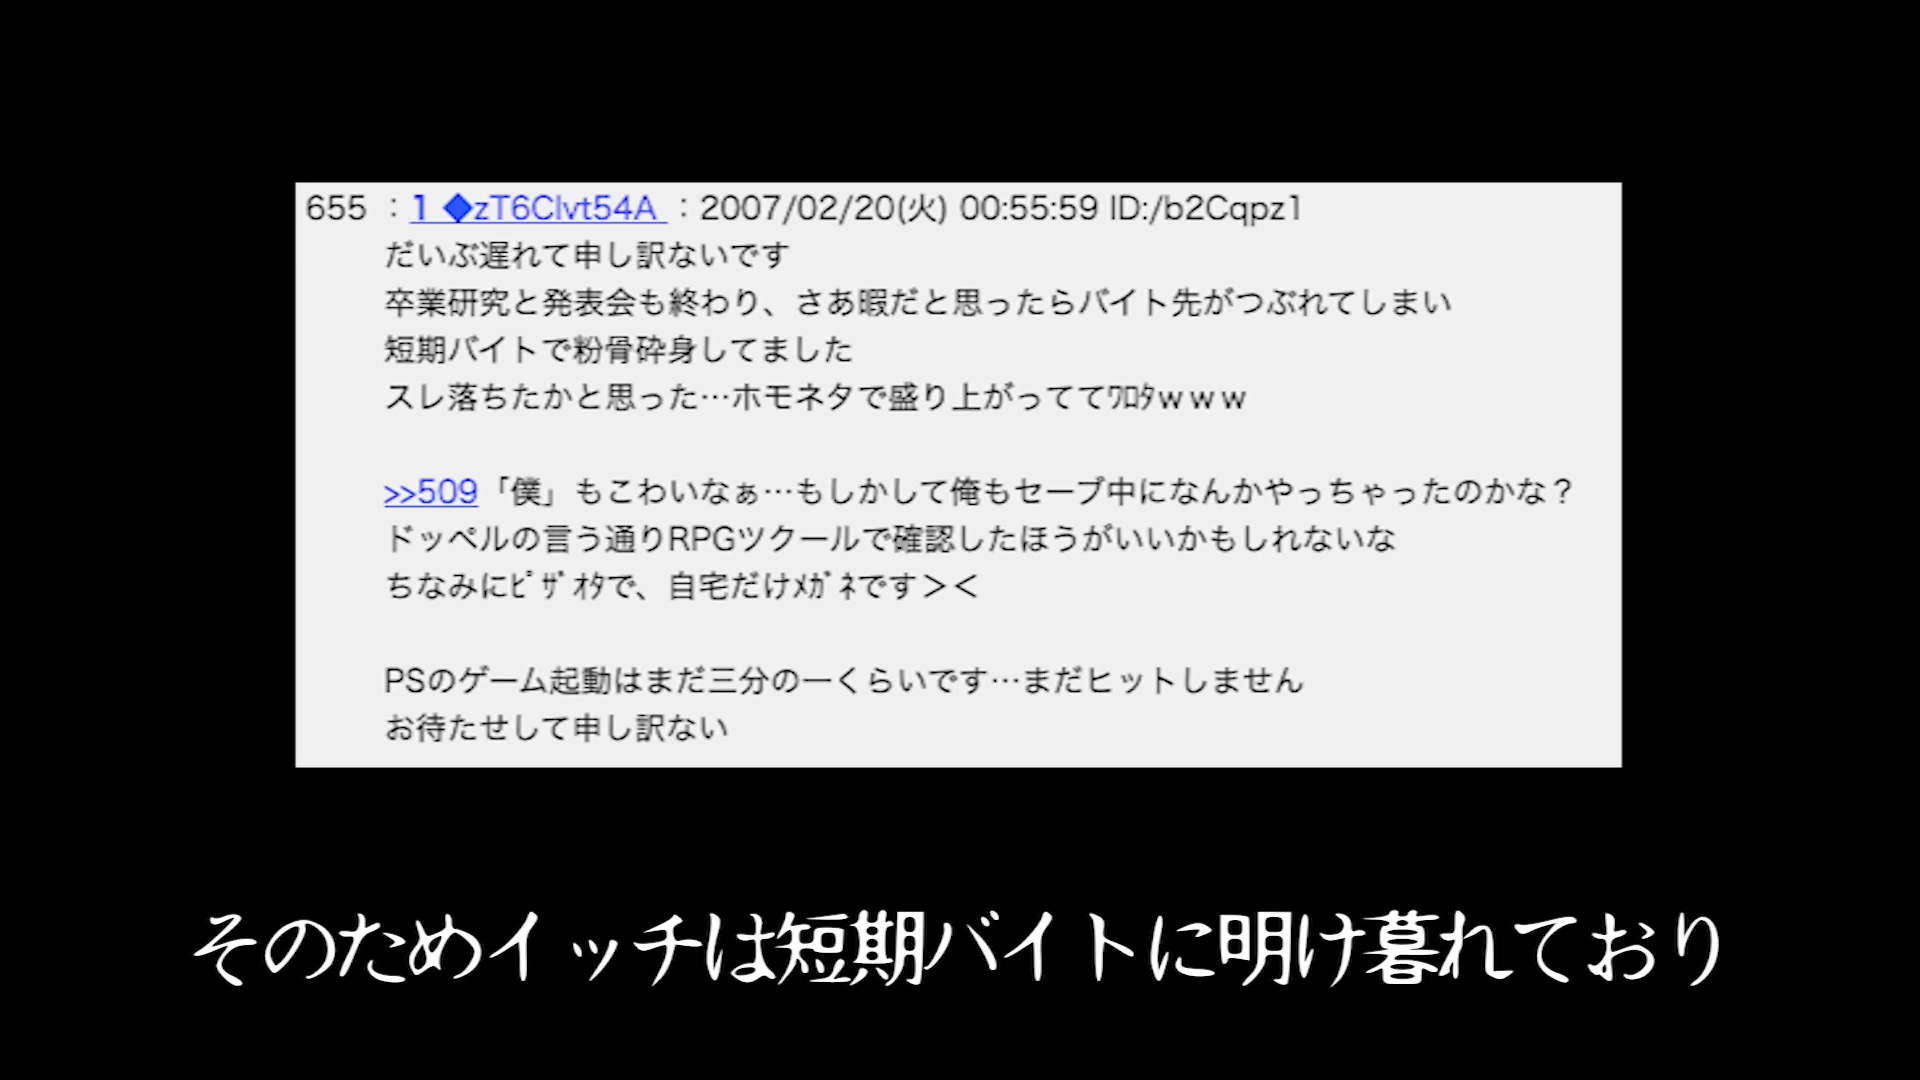 655 ：1 ◆zT6Clvt54A ：2007/02/20(火) 00:55:59 ID:/b2Cqpz1
だいぶ遅れて申し訳ないです
卒業研究と発表会も終わり、さあ暇だと思ったらバイト先がつぶれてしまい
短期バイトで粉骨砕身してました
スレ落ちたかと思った…ホモネタで盛り上がっててﾜﾛﾀｗｗｗ
>>509「僕」もこわいなぁ…もしかして俺もセーブ中になんかやっちゃったのかな？
ドッペルの言う通りRPGツクールで確認したほうがいいかもしれないな
ちなみにﾋﾟｻﾞｵﾀで、自宅だけﾒｶﾞﾈです＞＜
PSのゲーム起動はまだ三分の一くらいです…まだヒットしません
お待たせして申し訳ない
そのためイッチは短期バイトに明け暮れており